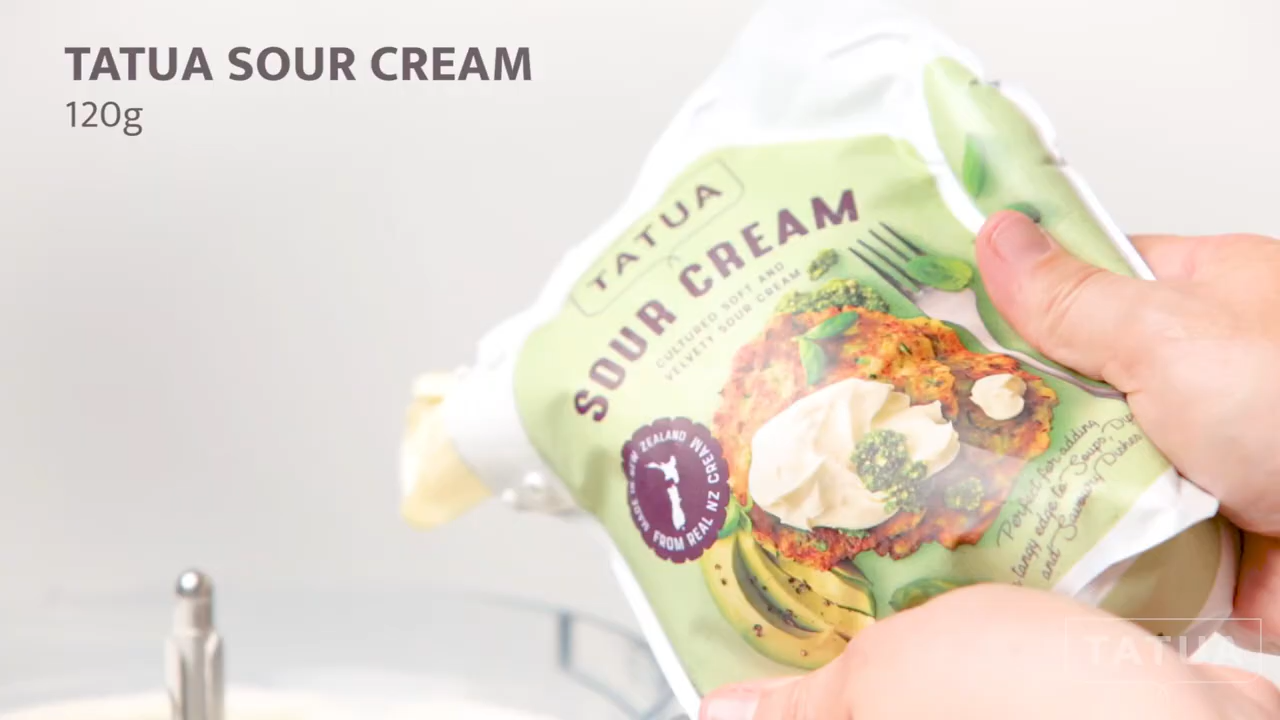 TATUA SOUR CREAM
120g
TATUA
SOUR CREAM
CULTURED SOFT AND
VELVETY SOUR CREAM
MADE IN NEW ZEALAND
FROM REAL NZ CREAM
Perfect for adding
tangy edge to Soups,
and Savoury Dishes
TATUA